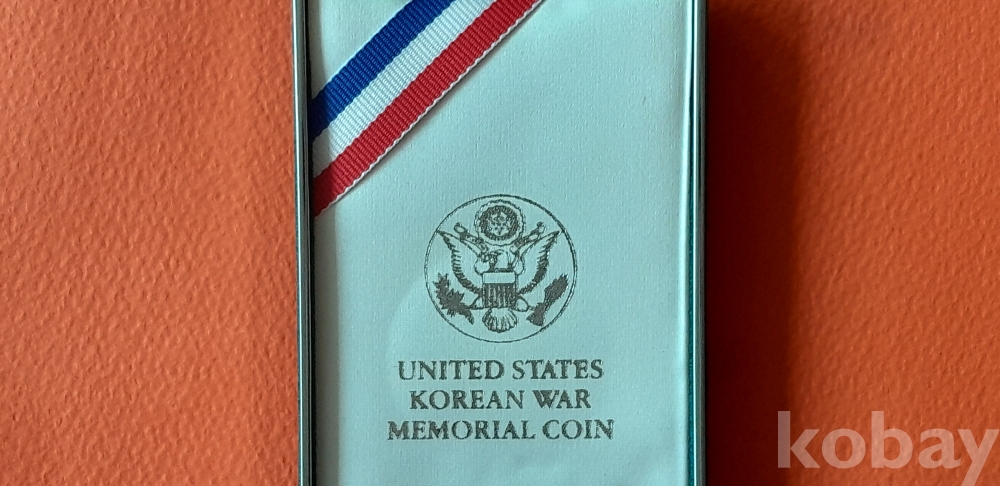 UNITED STATES
KOREAN WAR
MEMORIAL COIN
kobay